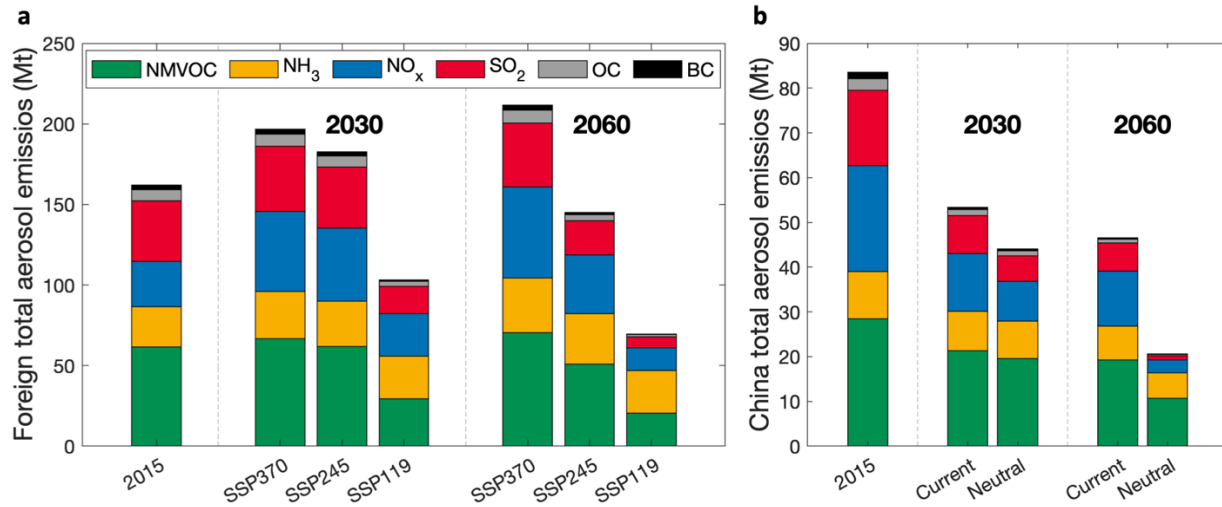 a
Foreign total aerosol emissios (Mt)
250
200
150
100
50
0
NMVOC NH₃ NOₓ SO₂ OC BC
2030
2060
2015
SSP370
SSP245
SSP119
SSP370
SSP245
SSP119
b
China total aerosol emissios (Mt)
90
80
70
60
50
40
30
20
10
0
2030
2060
2015
Current
Neutral
Current
Neutral